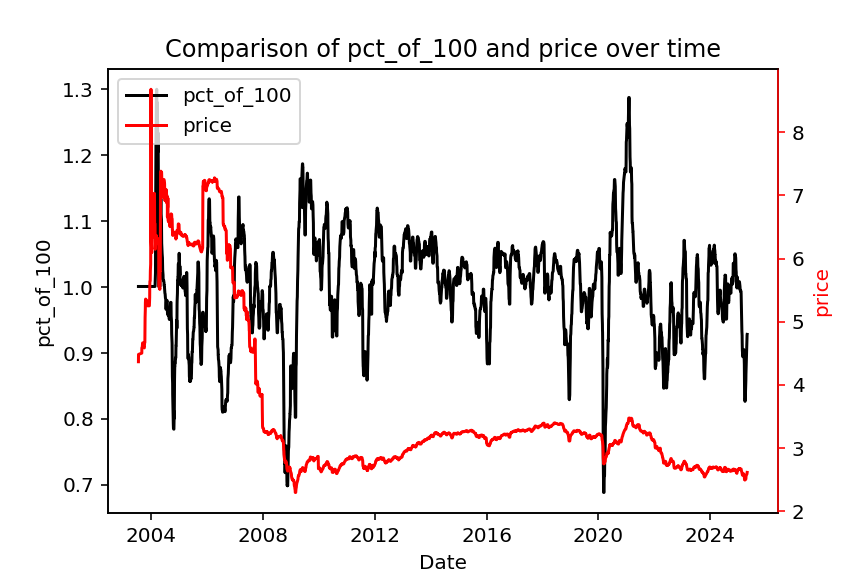 Comparison of pct_of_100 and price over time
pct_of_100
price
1.3
1.2
1.1
1.0
0.9
0.8
0.7
pct_of_100
8
7
6
5
4
3
2
price
2004 2008 2012 2016 2020 2024
Date